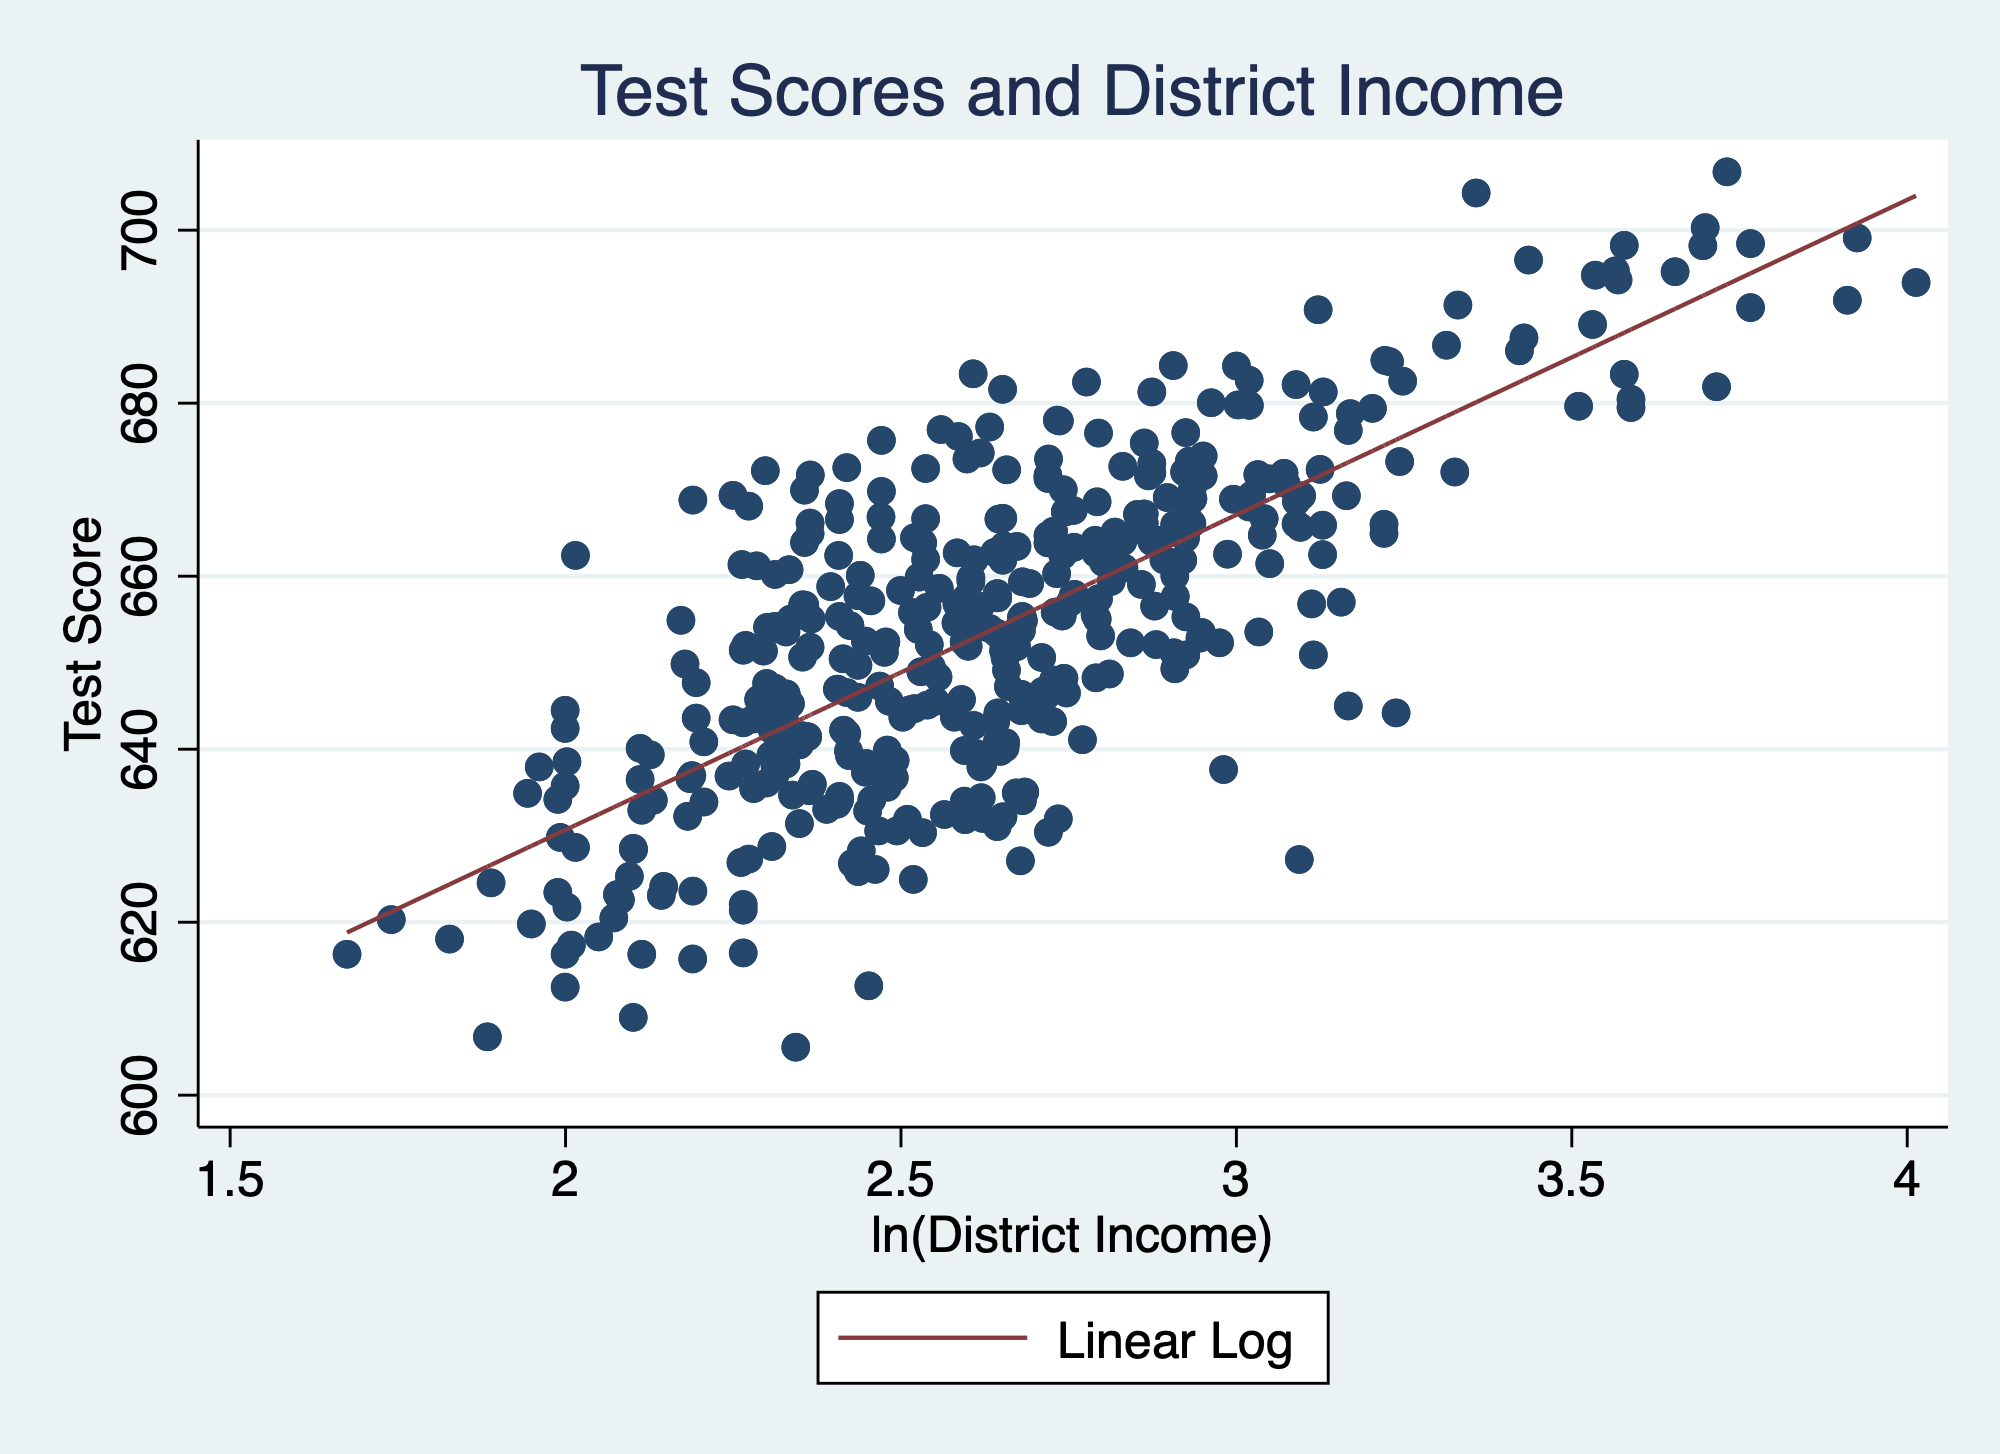 Test Scores and District Income
Test Score
700
680
660
640
620
600
1.5 2 2.5 3 3.5 4
ln(District Income)
Linear Log